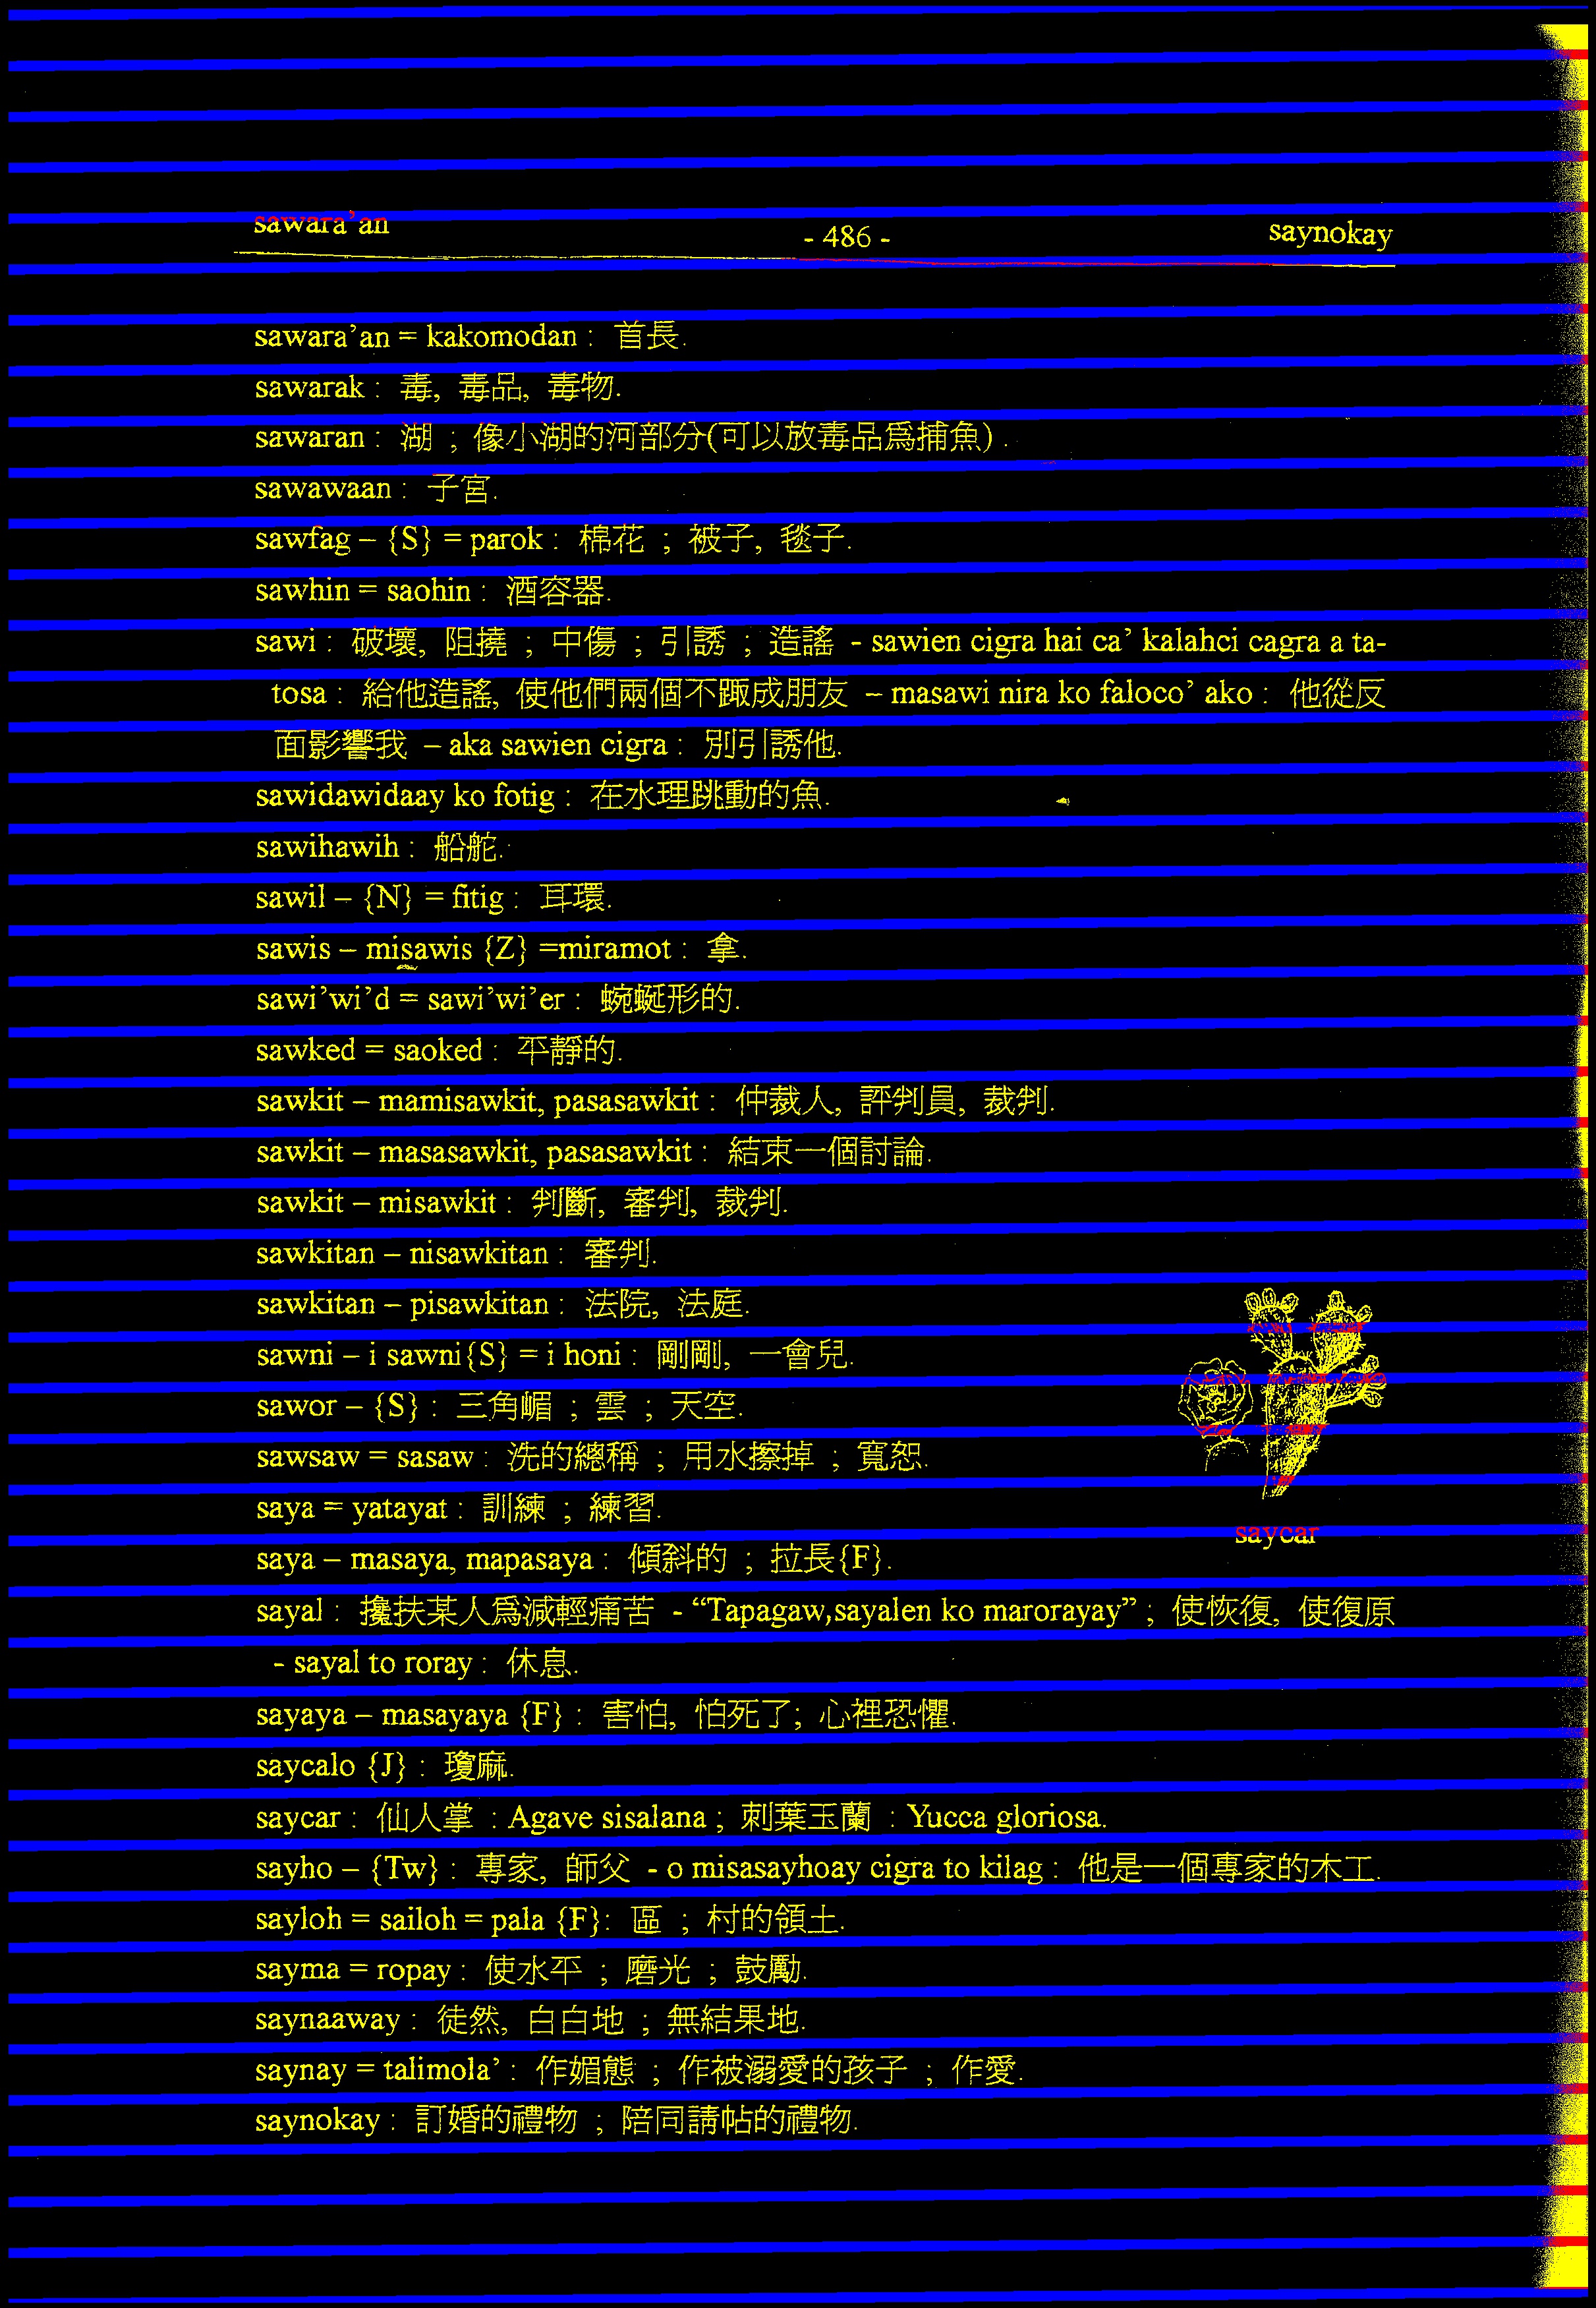 sawara’an - 486 - saynokay
sawara’an = kakomodan : 首長.
sawarak : 毒, 毒品, 毒物.
sawaran : 湖 ; 像小湖的河部分(可以放毒品爲捕魚) .
sawawaan : 子宮.
sawfag – {S} = parok : 棉花 ; 被子, 毯子.
sawhin = saohin : 酒容器.
sawi : 破壞, 阻撓 ; 中傷 ; 引誘 ; 造謠 - sawien cigra hai ca’ kalahci cagra a ta-
tosa : 給他造謠, 使他們兩個不踙成朋友 – masawi nira ko faloco’ ako : 他從反
面影響我 – aka sawien cigra : 別引誘他.
sawidawidaay ko fotig : 在水理跳動的魚.
sawihawih : 船舵.
sawil – {N} = fitig : 耳環.
sawis – misawis {Z} =miramot : 拿.
sawi’wi’d = sawi’wi’er : 蜿蜒形的.
sawked = saoked : 平靜的.
sawkit – mamisawkit, pasasawkit : 仲裁人, 評判員, 裁判.
sawkit – masasawkit, pasasawkit : 結束一個討論.
sawkit – misawkit : 判斷, 審判, 裁判.
sawkitan – nisawkitan : 審判.
sawkitan – pisawkitan : 法院, 法庭.
sawni – i sawni{S} = i honi : 剛剛, 一會兒.
sawor – {S} : 三角嵋 ; 雲 ; 天空.
sawsaw = sasaw : 洗的總稱 ; 用水擦掉 ; 寬恕.
saya = yatayat : 訓練 ; 練習.
saycar
saya – masaya, mapasaya : 傾斜的 ; 拉長{F}.
sayal : 攙扶某人爲減輕痛苦 - “Tapagaw,sayalen ko marorayay” ; 使恢復, 使復原
- sayal to roray : 休息.
sayaya – masayaya {F} : 害怕, 怕死了; 心裡恐懼.
saycalo {J} : 瓊麻.
saycar : 仙人掌 : Agave sisalana ; 刺葉玉蘭 : Yucca gloriosa.
sayho – {Tw} : 專家, 師父 - o misasayhoay cigra to kilag : 他是一個專家的木工.
sayloh = sailoh = pala {F}: 區 ; 村的領土.
sayma = ropay : 使水平 ; 磨光 ; 鼓勵.
saynaaway : 徒然, 白白地 ; 無結果地.
saynay = talimola’ : 作媚態 ; 作被溺愛的孩子 ; 作愛.
saynokay : 訂婚的禮物 ; 陪同請帖的禮物.